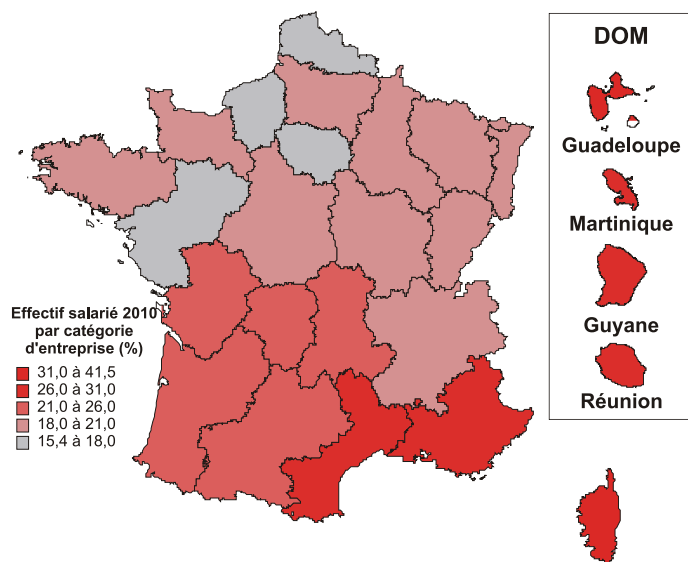 DOM
Guadeloupe
Martinique
Guyane
Réunion
Effectif salarié 2010
par catégorie
d'entreprise (%)
31,0 à 41,5
26,0 à 31,0
21,0 à 26,0
18,0 à 21,0
15,4 à 18,0